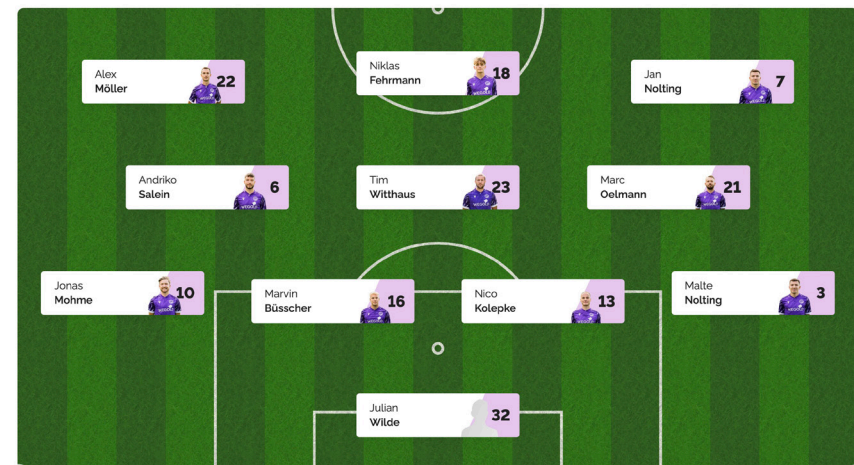 Alex
Möller
22
Niklas
Fehrmann
18
Jan
Nolting
7
Andriko
Salein
6
Tim
Witthaus
23
Marc
Oelmann
21
Jonas
Mohme
10
Marvin
Büsscher
16
Nico
Kolepke
13
Malte
Nolting
3
Julian
Wilde
32